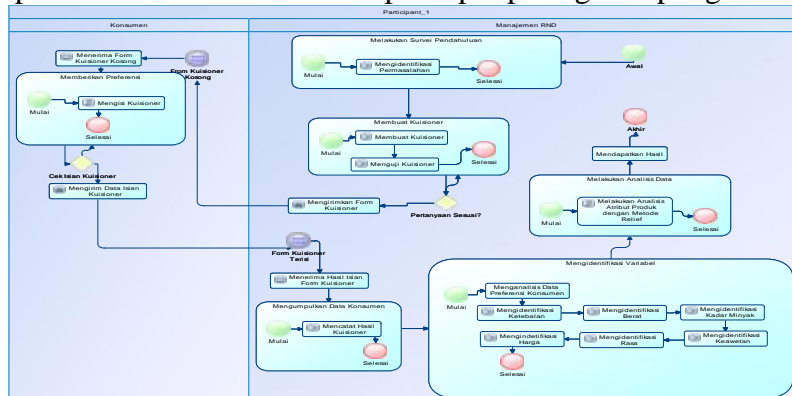 Participant_1
Konsumen
Manajemen RND
Menerima Form
Kuisioner Kosong
From Kuisioner
Kosong
Memberikan Preferensi
Mulai
Mengisi Kuisioner
Selesai
Cek Isian Kuisioner
Mengirim Data Isian
Kuisioner
Melakukan Survei Pendahuluan
Mulai
Mengidentifikasi
Permasalahan
Selesai
Awal
Membuat Kuisioner
Mulai
Membuat Kuisioner
Menguji Kuisioner
Selesai
Pertanyaan Sesuai?
Mengirimkan Form
Kuisioner
Form Kuisioner
Terisi
Menerima Hasil Isian
Form Kuisioner
Mengumpulkan Data Konsumen
Mulai
Mencatat Hasil
Kuisioner
Selesai
Mengidentifikasi Variabel
Mulai
Menganalisis Data
Preferensi Konsumen
Mengidentifikasi
Ketebalan
Mengidentifikasi
Berat
Mengidentifikasi
Kadar Minyak
Mengidentifikasi
Keawetan
Mengidentifikasi
Rasa
Mengindetifikasi
Harga
Selesai
Melakukan Analisis Data
Mulai
Melakukan Analisis
Atribut Produk
dengan Metode
Relief
Selesai
Mendapatkan Hasil
Akhir